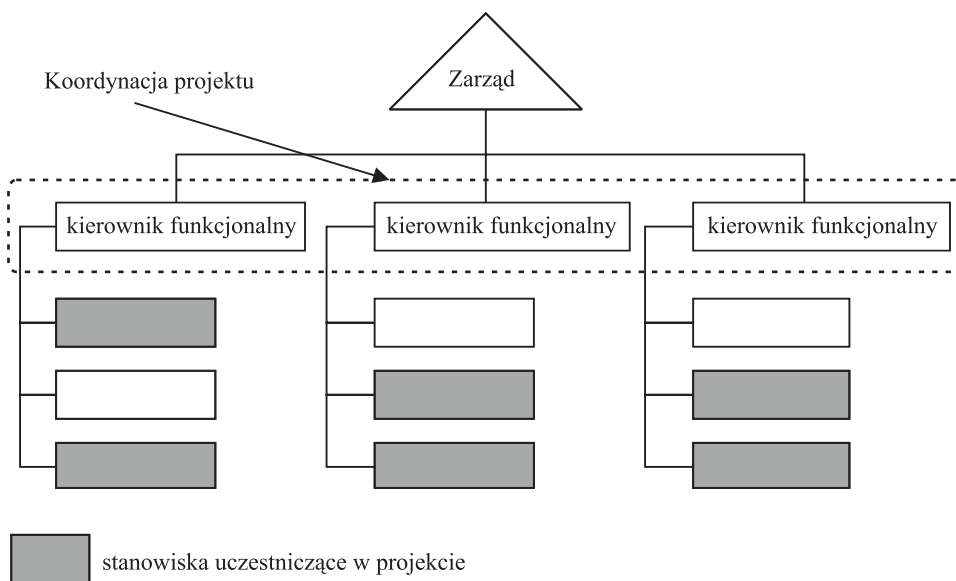 Zarząd
Koordynacja projektu
kierownik funkcjonalny
kierownik funkcjonalny
kierownik funkcjonalny
stanowiska uczestniczące w projekcie